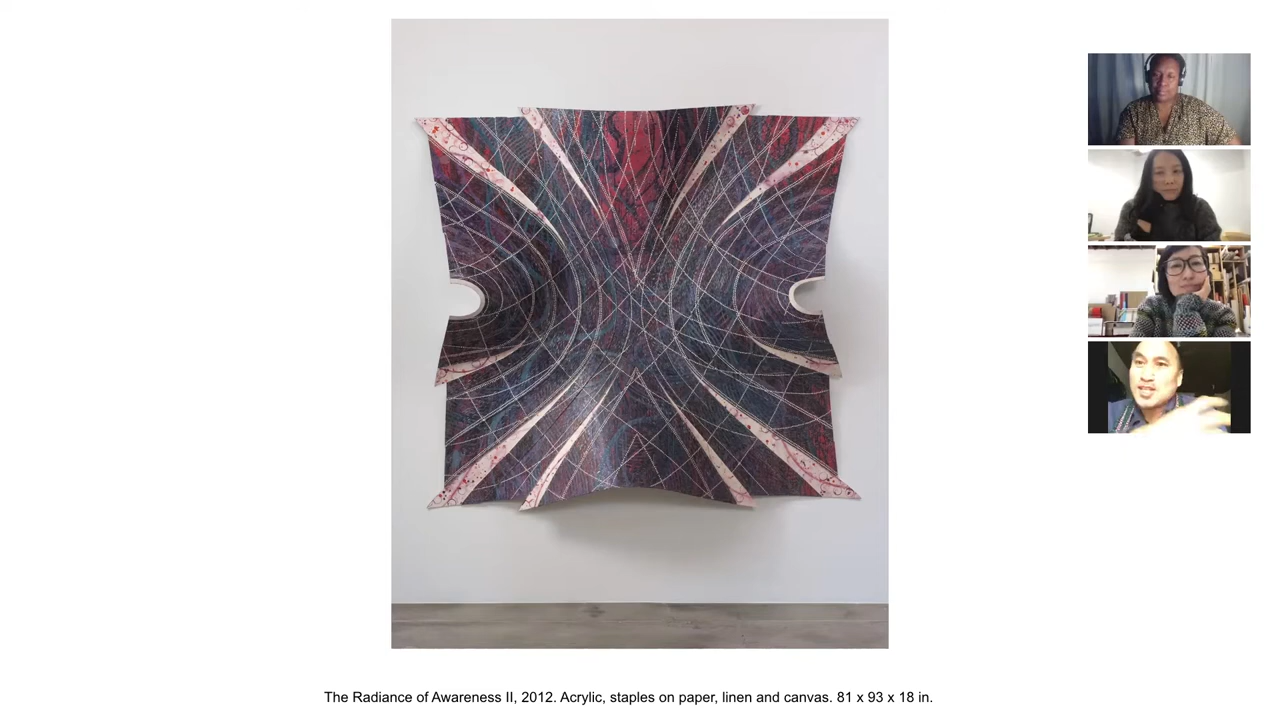 The Radiance of Awareness II, 2012. Acrylic, staples on paper, linen and canvas. 81 x 93 x 18 in.